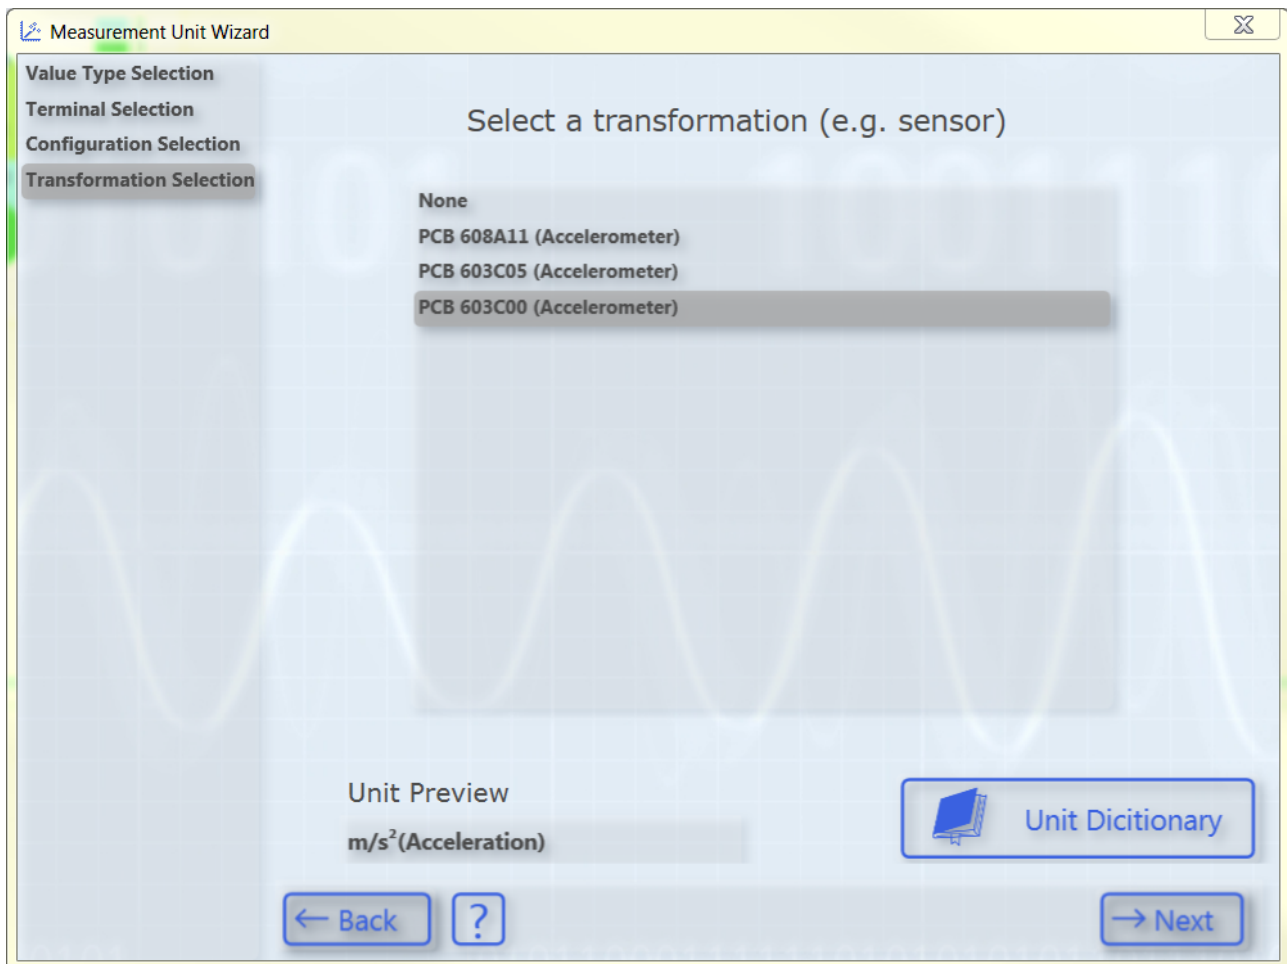 Measurement Unit Wizard
Value Type Selection
Terminal Selection
Configuration Selection
Transformation Selection
Select a transformation (e.g. sensor)
None
PCB 608A11 (Accelerometer)
PCB 603C05 (Accelerometer)
PCB 603C00 (Accelerometer)
Unit Preview
m/s²(Acceleration)
Unit Dicitionary
← Back
?
→ Next